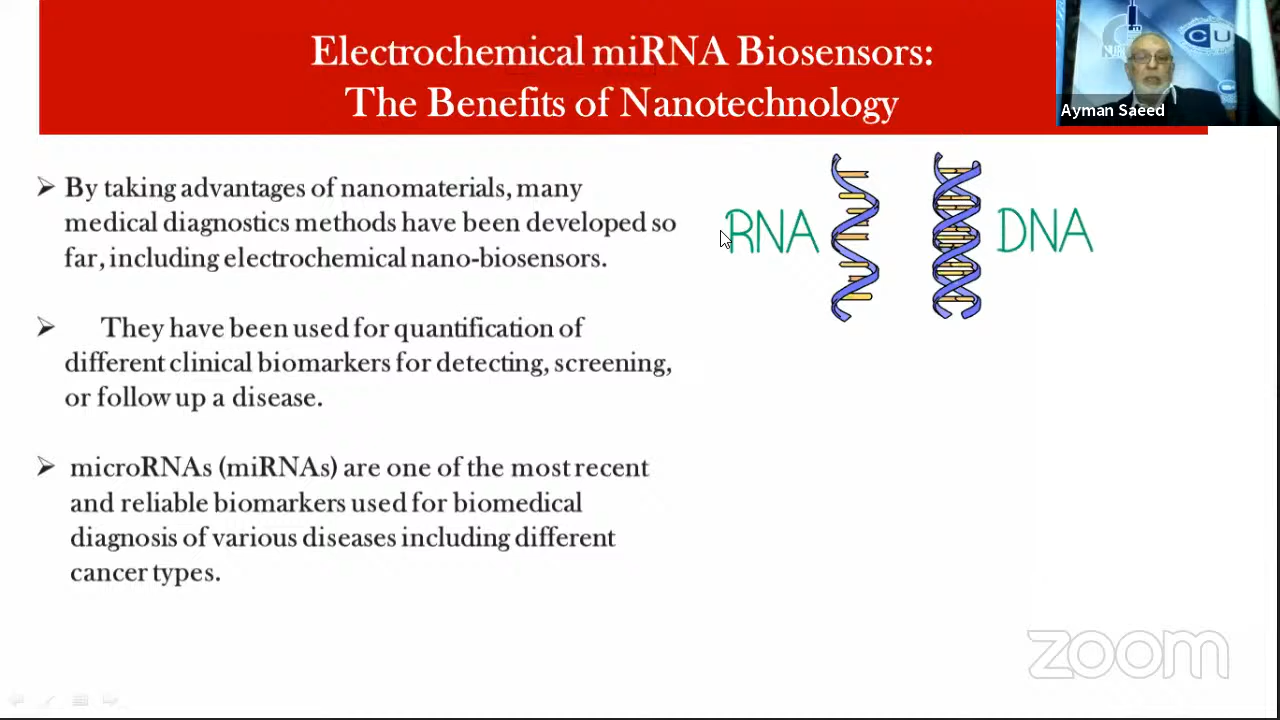 Electrochemical miRNA Biosensors:
The Benefits of Nanotechnology
CU
Ayman Saeed
➢ By taking advantages of nanomaterials, many
medical diagnostics methods have been developed so
far, including electrochemical nano-biosensors.
RNA
DNA
➢ They have been used for quantification of
different clinical biomarkers for detecting, screening,
or follow up a disease.
➢ microRNAs (miRNAs) are one of the most recent
and reliable biomarkers used for biomedical
diagnosis of various diseases including different
cancer types.
zoom